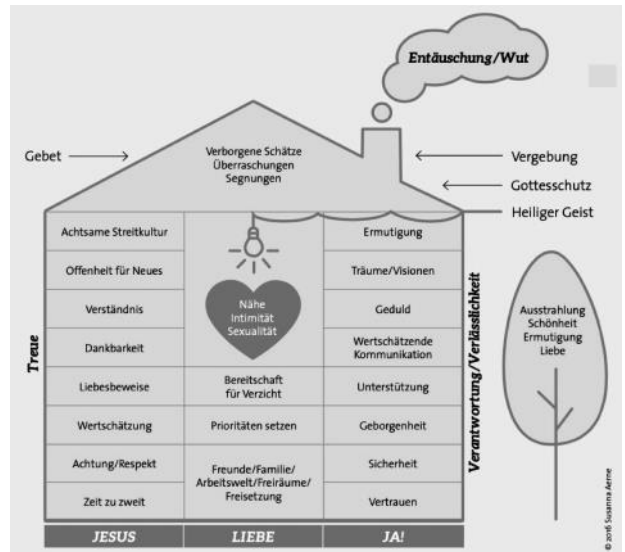 Entäuschung/Wut
Gebet
Verborgene Schätze
Überraschungen
Segnungen
Vergebung
Gottesschutz
Heiliger Geist
Treue
Achtsame Streitkultur
Offenheit für Neues
Verständnis
Dankbarkeit
Liebesbeweise
Wertschätzung
Achtung/Respekt
Zeit zu zweit
Nähe
Intimität
Sexualität
Bereitschaft
für Verzicht
Prioritäten setzen
Freunde/Familie/
Arbeitswelt/Freiräume/
Freisetzung
Ermutigung
Träume/Visionen
Geduld
Wertschätzende
Kommunikation
Unterstützung
Geborgenheit
Sicherheit
Vertrauen
Verantwortung/Verlässlichkeit
Ausstrahlung
Schönheit
Ermutigung
Liebe
JESUS
LIEBE
JA!
© 2016 Susanna Aerne